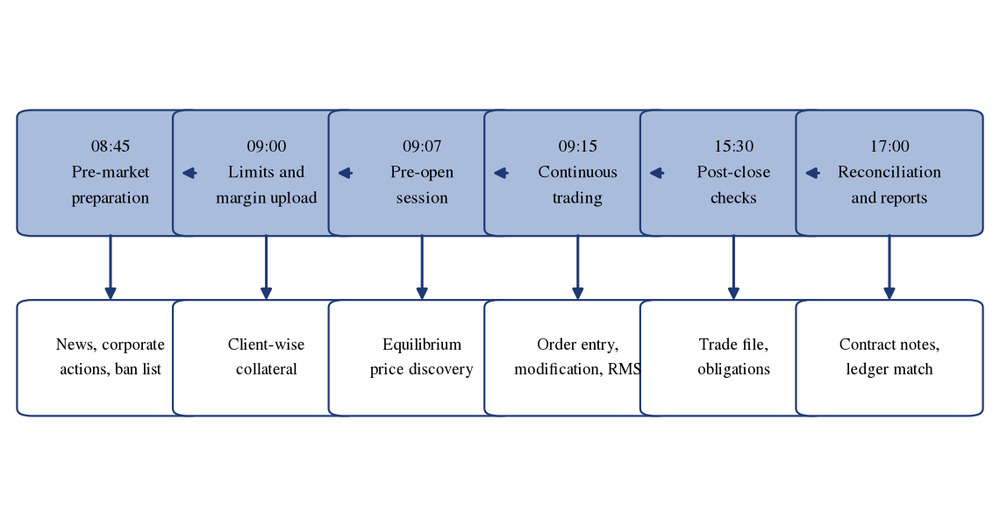 08:45
Pre-market
preparation
09:00
Limits and
margin upload
09:07
Pre-open
session
09:15
Continuous
trading
15:30
Post-close
checks
17:00
Reconciliation
and reports
News, corporate
actions, ban list
Client-wise
collateral
Equilibrium
price discovery
Order entry,
modification, RMS
Trade file,
obligations
Contract notes,
ledger match